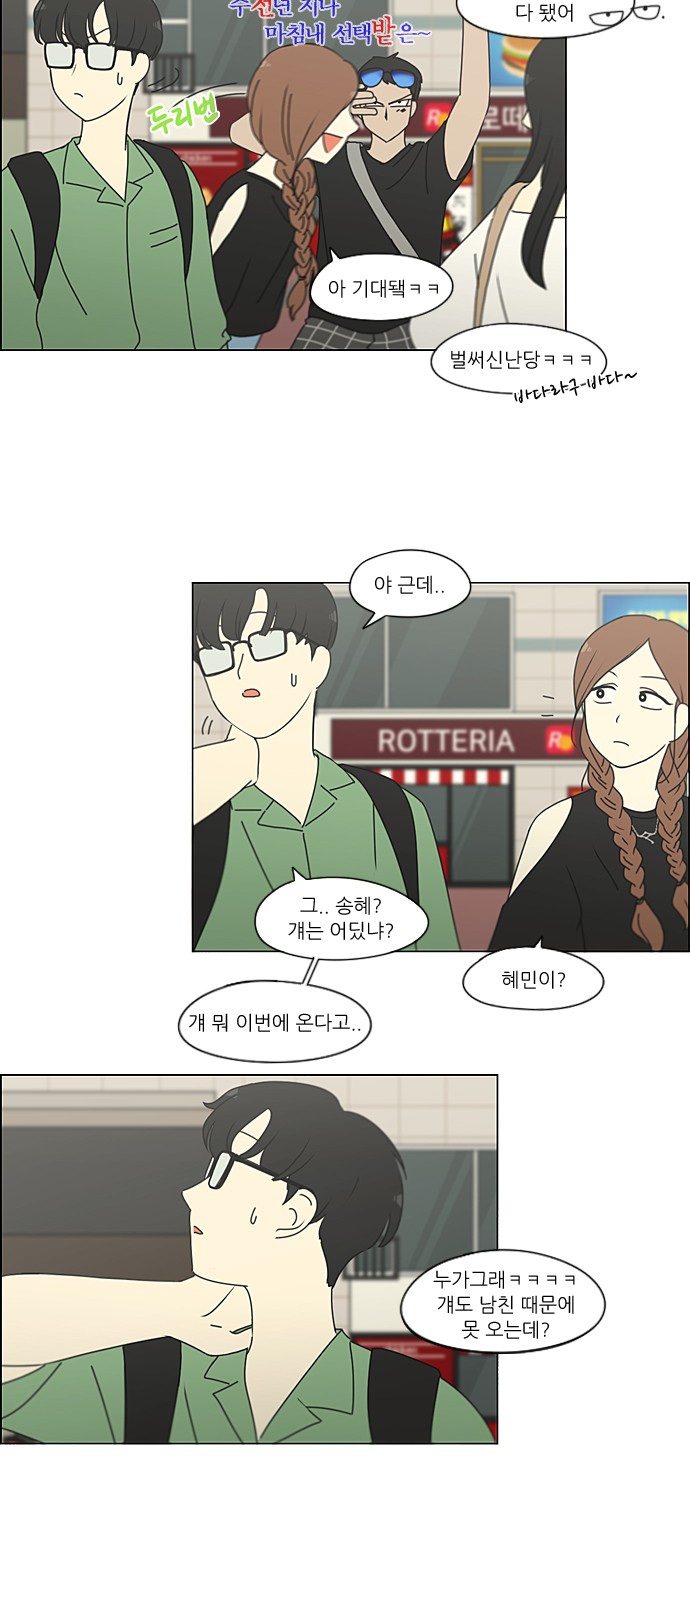 다 됐어
마침내 선택받은~
두리번
로떼
아 기대돼ㅋㅋ
벌써신난당ㅋㅋㅋ
바다라구-바다~
야 근데..
ROTTERIA
그.. 송혜?
걔는 어딨냐?
혜민이?
걔 뭐 이번에 온다고..
누가그래ㅋㅋㅋㅋ
걔도 남친 때문에
못 오는데?